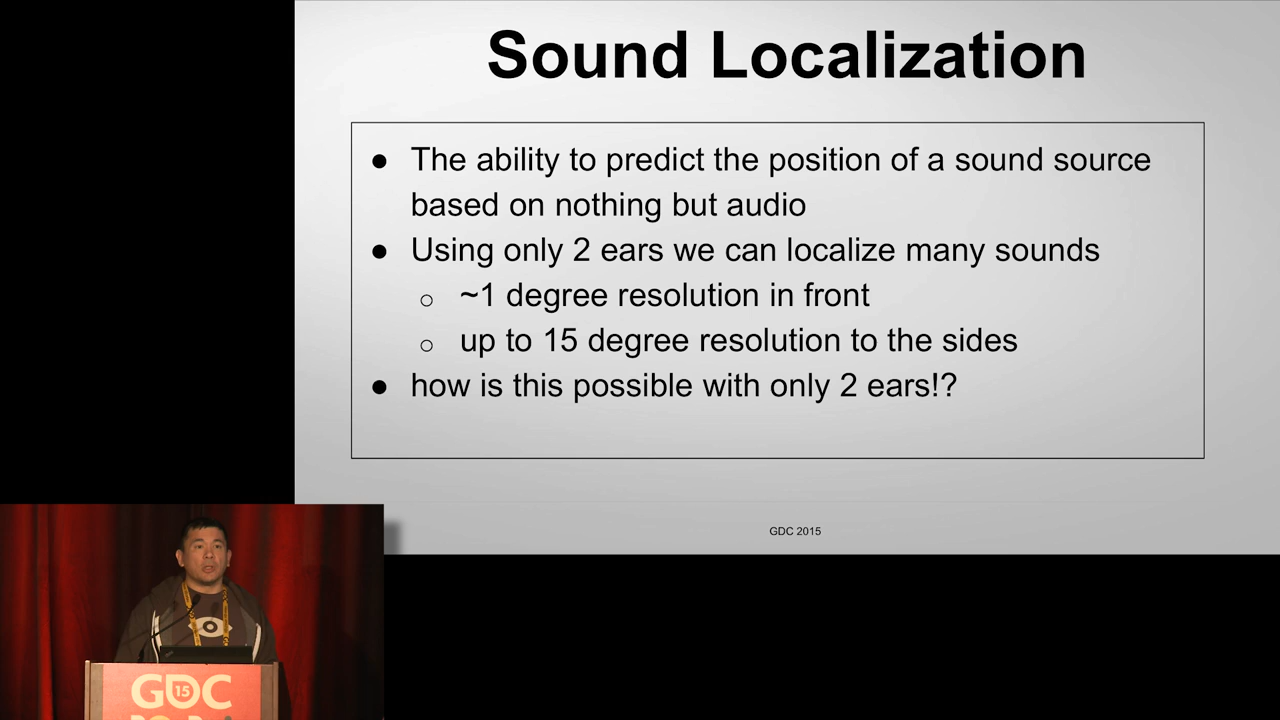 Sound Localization
● The ability to predict the position of a sound source
based on nothing but audio
● Using only 2 ears we can localize many sounds
○ ~1 degree resolution in front
○ up to 15 degree resolution to the sides
● how is this possible with only 2 ears!?
GDC 2015
GDC
15